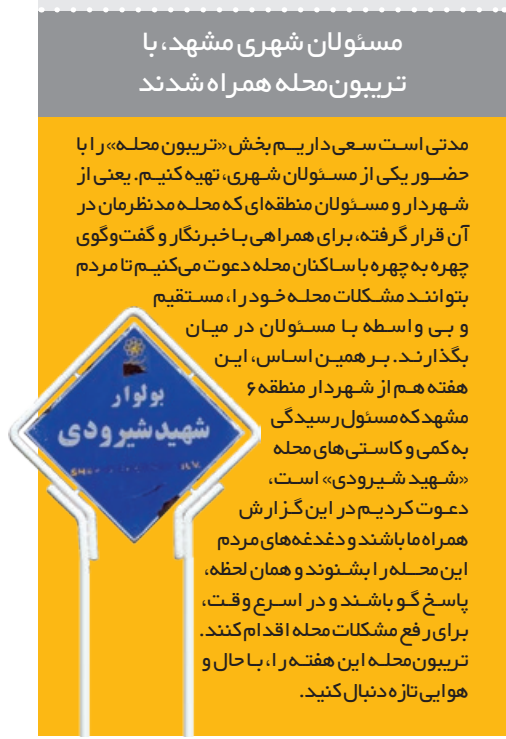 مسئولان شهری مشهد، با
تریبون‌محله همراه شدند
مدتی است سعی داریم بخش «تریبون محله» را با
حضور یکی از مسئولان شهری، تهیه کنیم. یعنی از
شهردار و مسئولان منطقه‌ای که محله مدنظرمان در
آن قرار گرفته، برای همراهی با خبرنگار و گفت‌وگوی
چهره به چهره با ساکنان محله دعوت می‌کنیم تا مردم
بتوانند مشکلات محله خود را، مستقیم
و بی واسطه با مسئولان در میان
بگذارند. بر همین اساس، این
هفته هم از شهردار منطقه ۶
مشهد که مسئول رسیدگی
به کمی و کاستی‌های محله
«شهید شیرودی» است،
دعوت کردیم در این گزارش
همراه ما باشند و دغدغه‌های مردم
این محله را بشنوند و همان لحظه،
پاسخ گو باشند و در اسرع وقت،
برای رفع مشکلات محله اقدام کنند.
تریبون‌محله این هفته را، با حال و
هوایی تازه دنبال کنید.
بولوار
شهید شیرودی